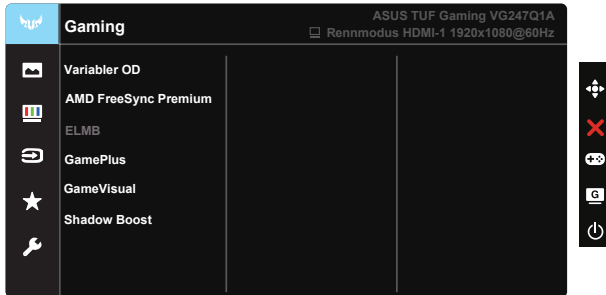 Gaming
ASUS TUF Gaming VG247Q1A
Rennmodus HDMI-1 1920x1080@60Hz
Variabler OD
AMD FreeSync Premium
ELMB
GamePlus
GameVisual
Shadow Boost
G